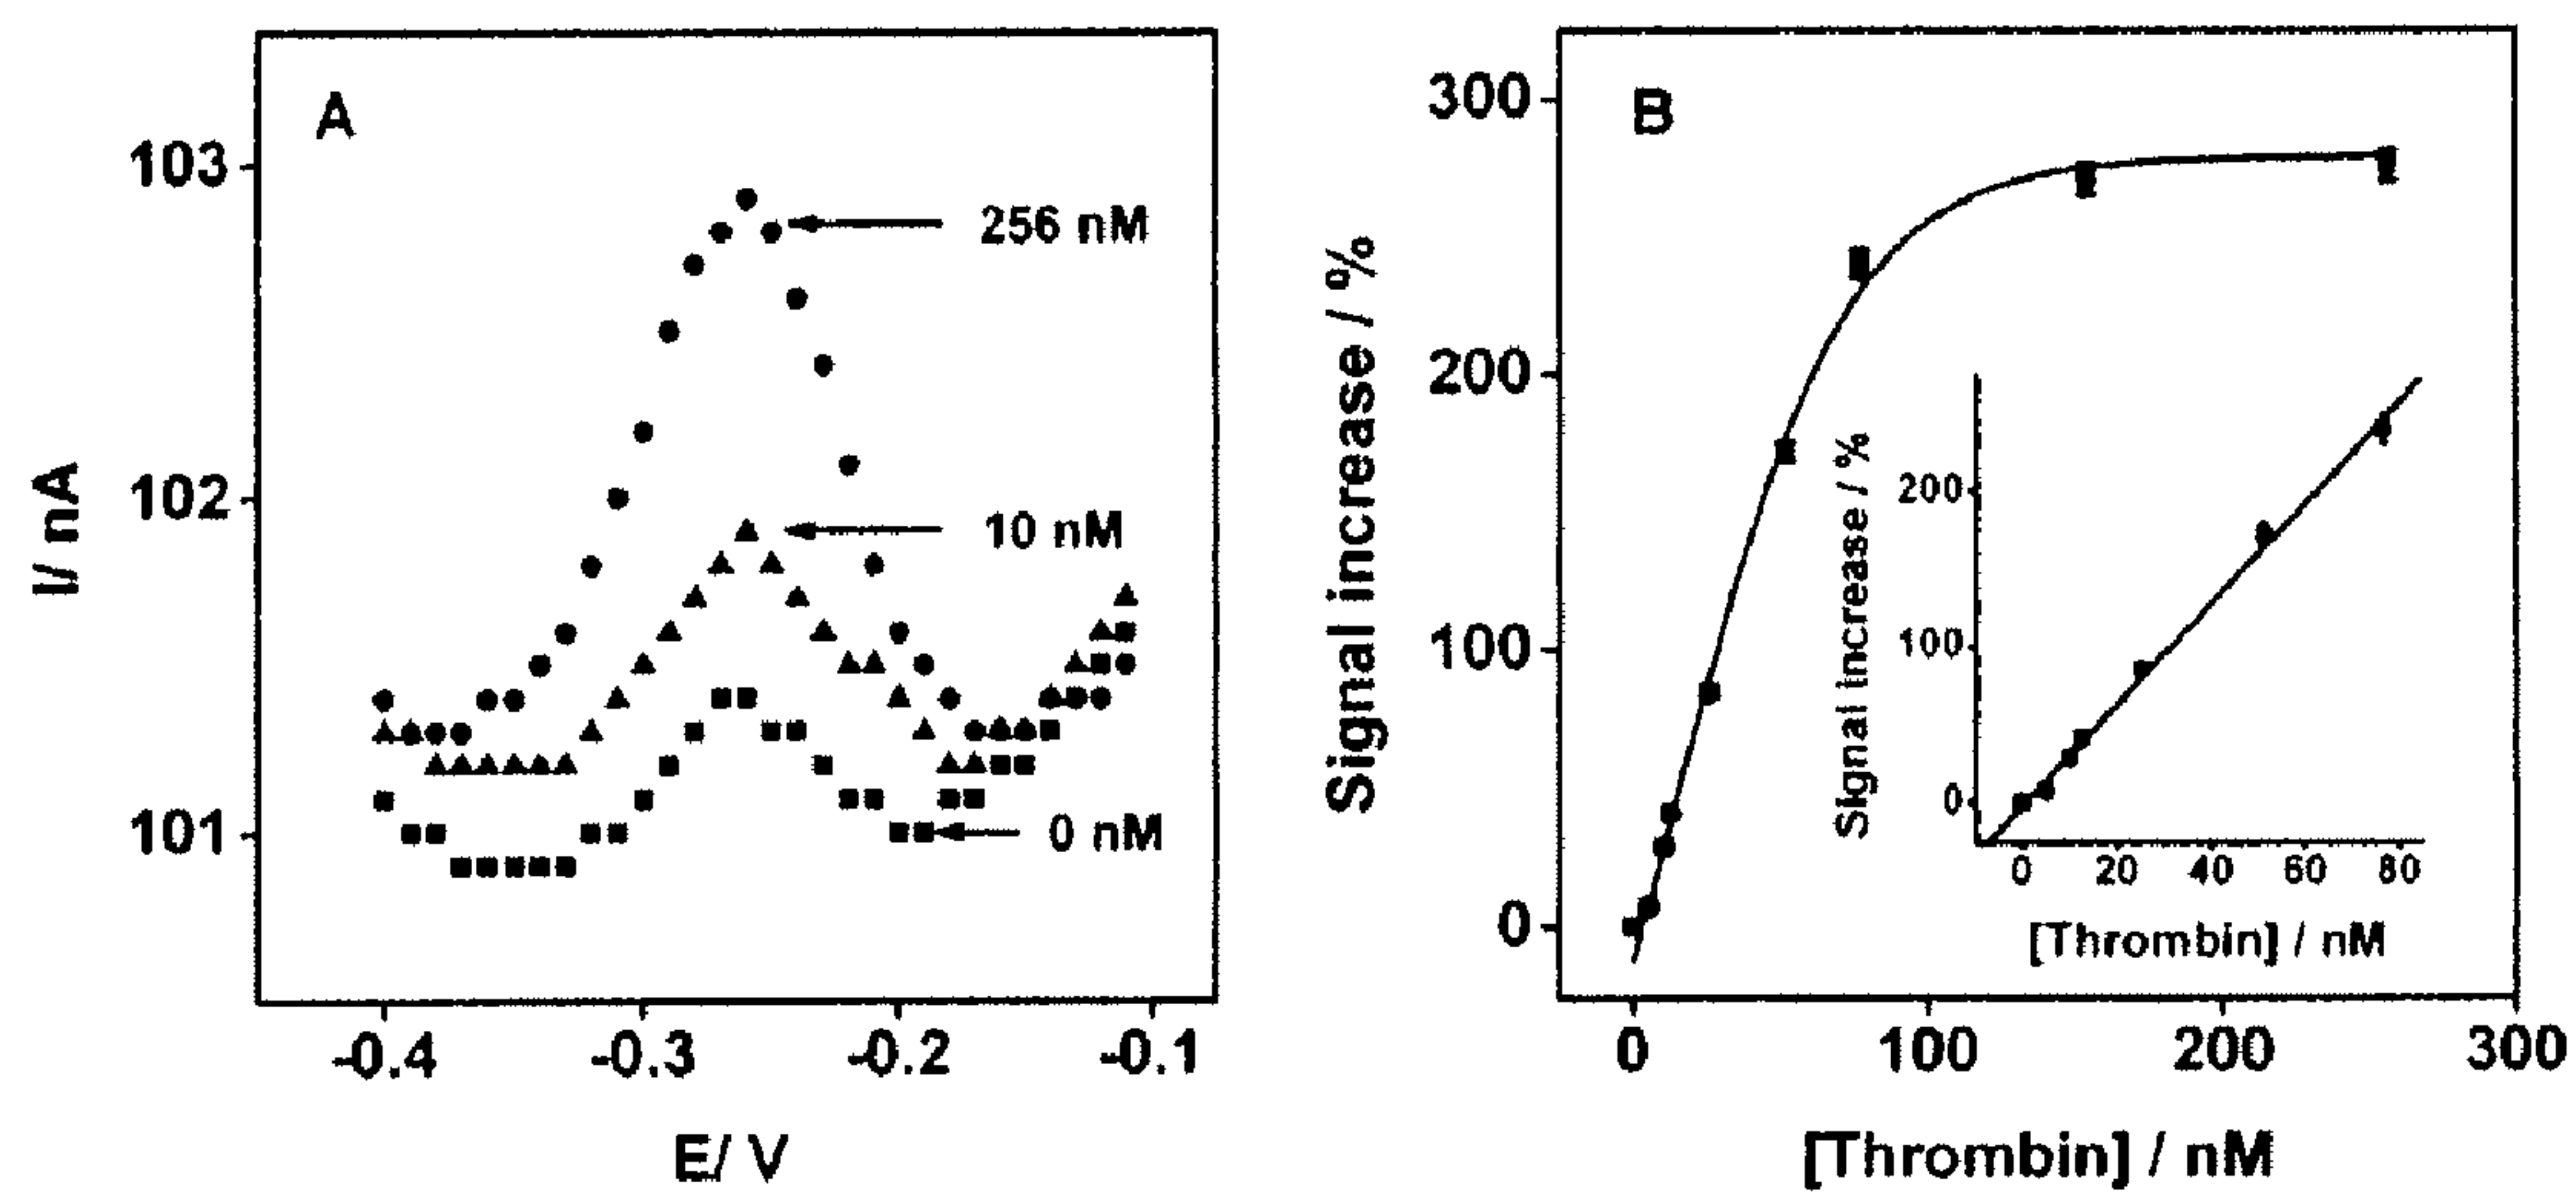 A
103
102
101
I/ nA
256 nM
10 nM
0 nM
-0.4 -0.3 -0.2 -0.1
E/ V
B
300
200
100
0
Signal increase / %
0 100 200 300
[Thrombin] / nM
Signal increase / %
200
100
0
0 20 40 60 80
[Thrombin] / nM